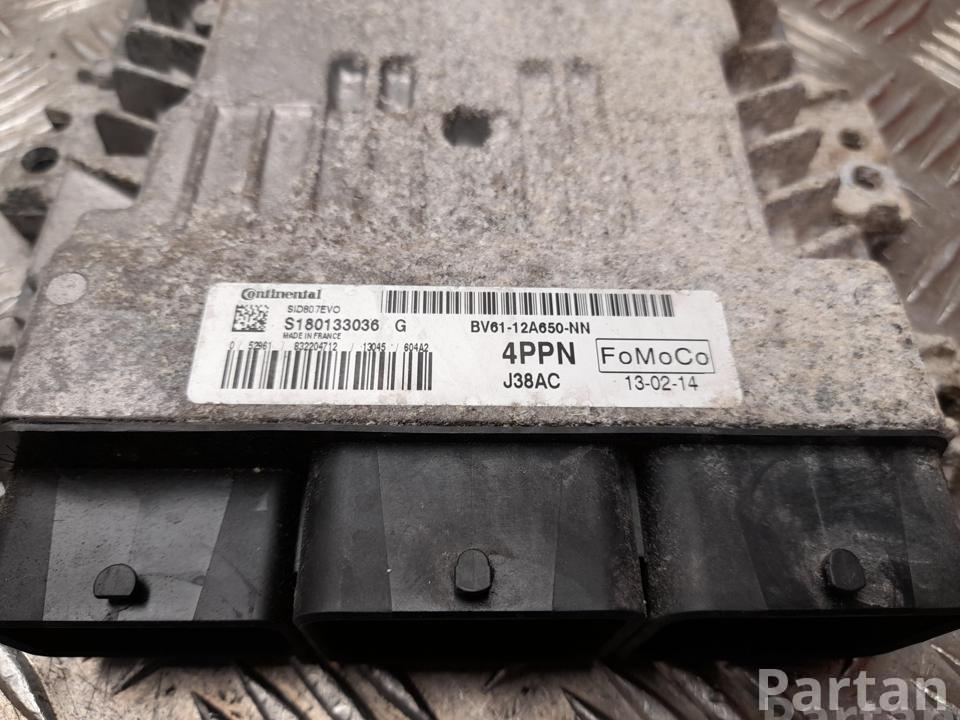 Continental
SID807EVO
S180133036 G
MADE IN FRANCE
0 / 52961 / 832204712 / 13045 / 604A2
BV61-12A650-NN
4PPN
FoMoCo
J38AC
13-02-14
Partan
Partan